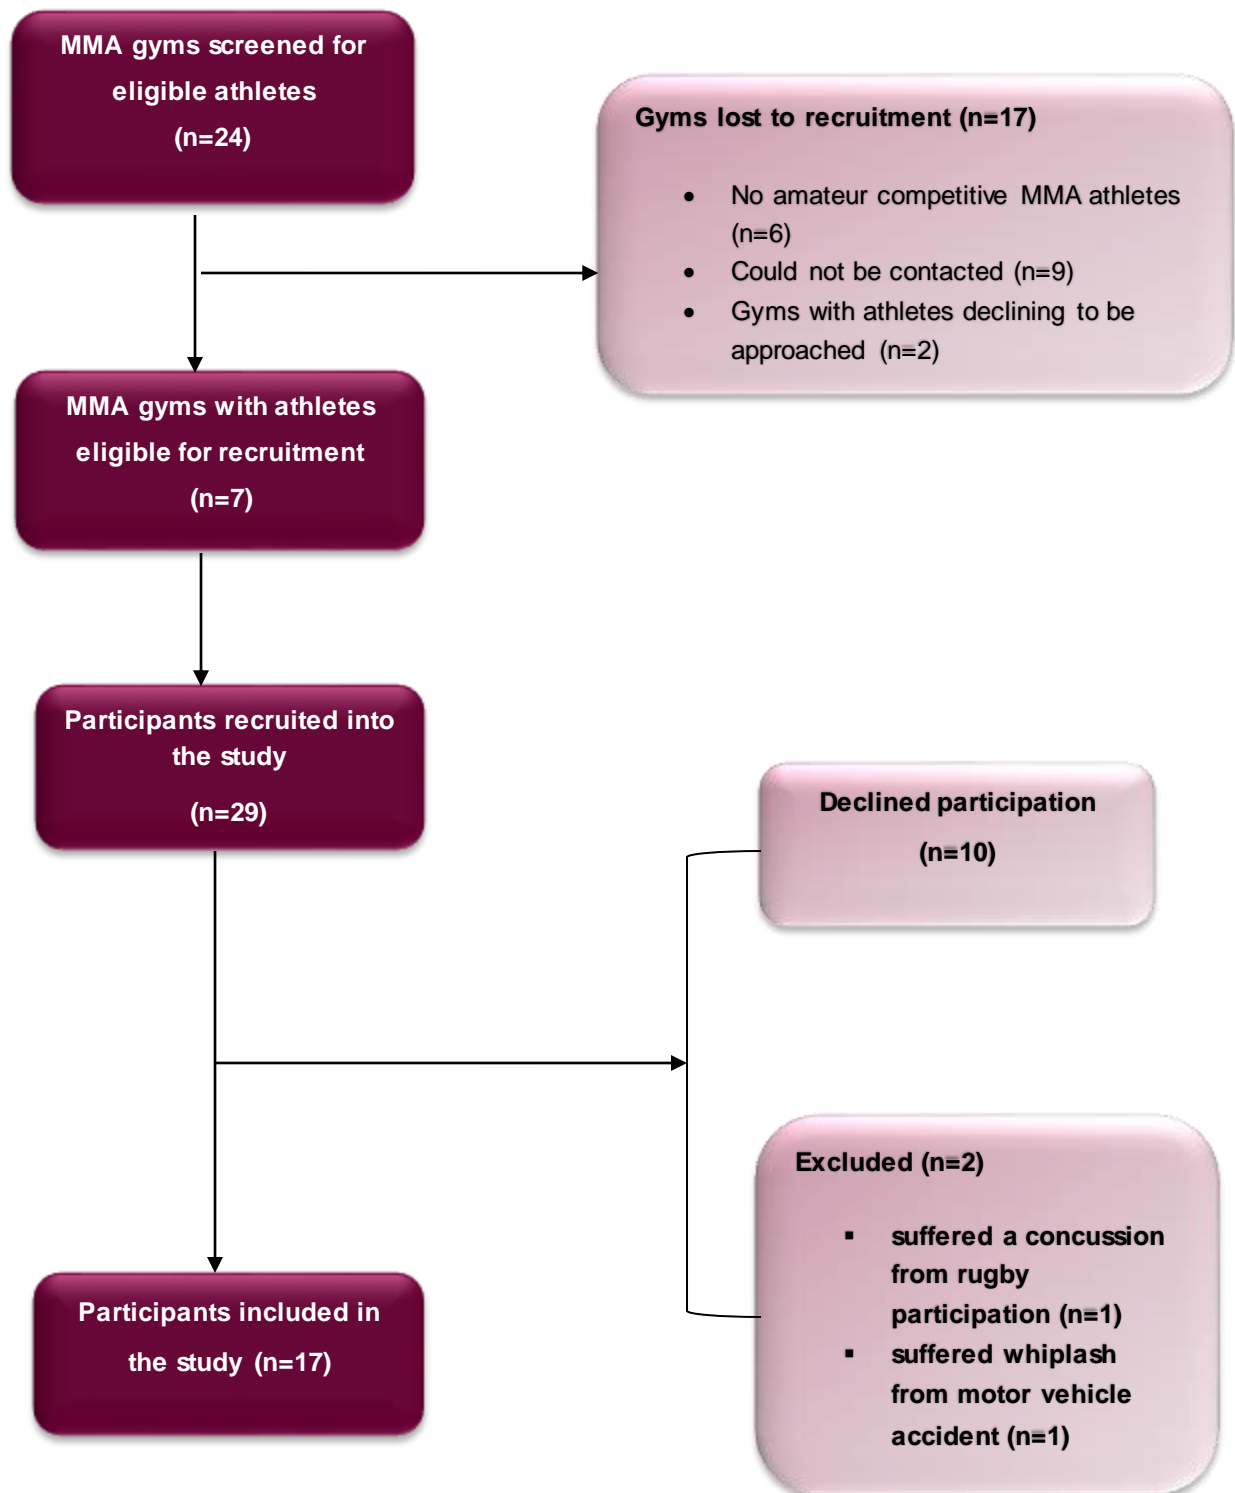 MMA gyms screened for
eligible athletes
(n=24)
Gyms lost to recruitment (n=17)
• No amateur competitive MMA athletes
(n=6)
• Could not be contacted (n=9)
• Gyms with athletes declining to be
approached (n=2)
MMA gyms with athletes
eligible for recruitment
(n=7)
Participants recruited into
the study
(n=29)
Declined participation
(n=10)
Excluded (n=2)
▪ suffered a concussion
from rugby
participation (n=1)
▪ suffered whiplash
from motor vehicle
accident (n=1)
Participants included in
the study (n=17)